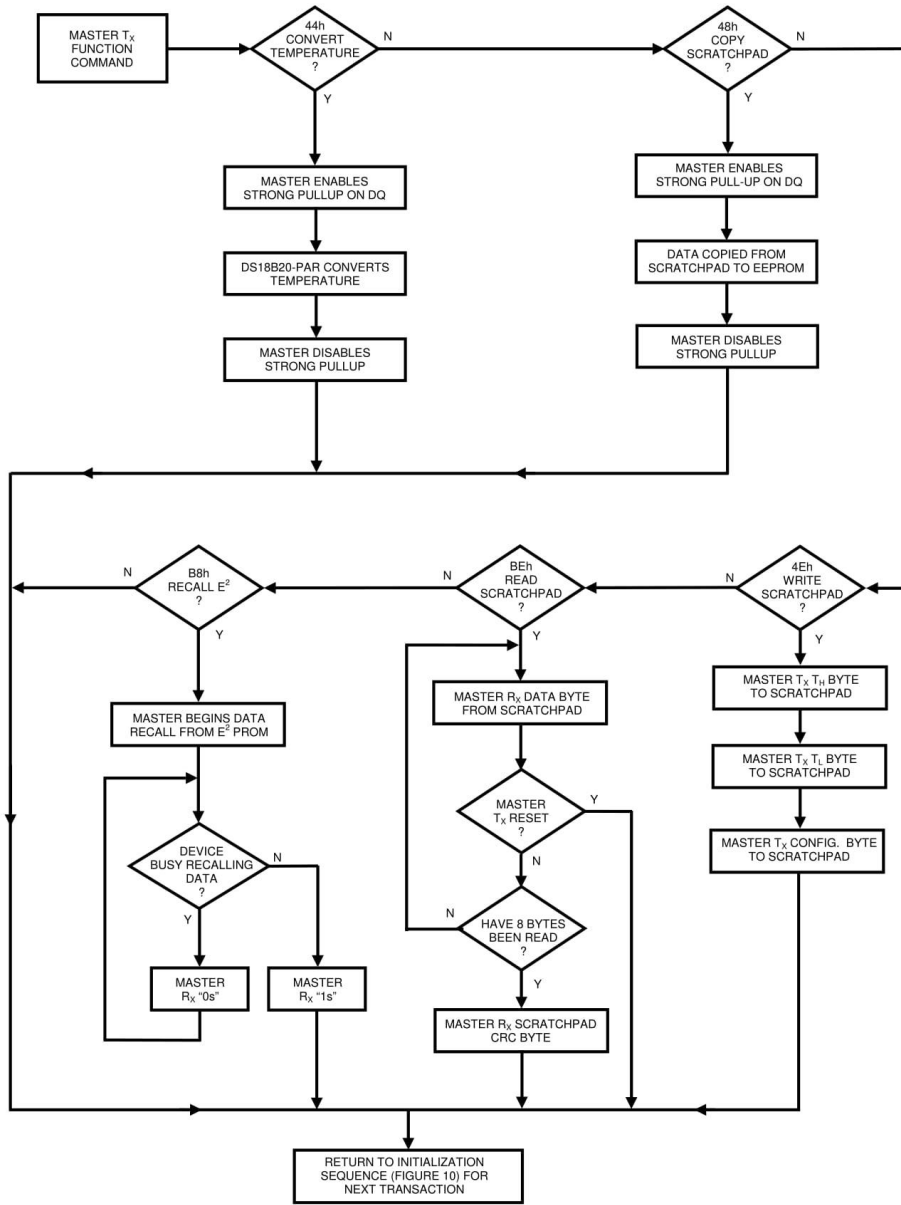 MASTER TX
FUNCTION
COMMAND
44h
CONVERT
TEMPERATURE
?
N
Y
48h
COPY
SCRATCHPAD
?
N
Y
MASTER ENABLES
STRONG PULLUP ON DQ
DS18B20-PAR CONVERTS
TEMPERATURE
MASTER DISABLES
STRONG PULLUP
MASTER ENABLES
STRONG PULL-UP ON DQ
DATA COPIED FROM
SCRATCHPAD TO EEPROM
MASTER DISABLES
STRONG PULLUP
4Eh
WRITE
SCRATCHPAD
?
N
Y
MASTER TX TH BYTE
TO SCRATCHPAD
MASTER TX TL BYTE
TO SCRATCHPAD
MASTER TX CONFIG. BYTE
TO SCRATCHPAD
BEh
READ
SCRATCHPAD
?
N
Y
MASTER RX DATA BYTE
FROM SCRATCHPAD
MASTER
TX RESET
?
Y
N
HAVE 8 BYTES
BEEN READ
?
N
Y
MASTER RX SCRATCHPAD
CRC BYTE
B8h
RECALL E²
?
N
Y
MASTER BEGINS DATA
RECALL FROM E² PROM
DEVICE
BUSY RECALLING
DATA
?
N
Y
MASTER
RX “0s”
MASTER
RX “1s”
RETURN TO INITIALIZATION
SEQUENCE (FIGURE 10) FOR
NEXT TRANSACTION